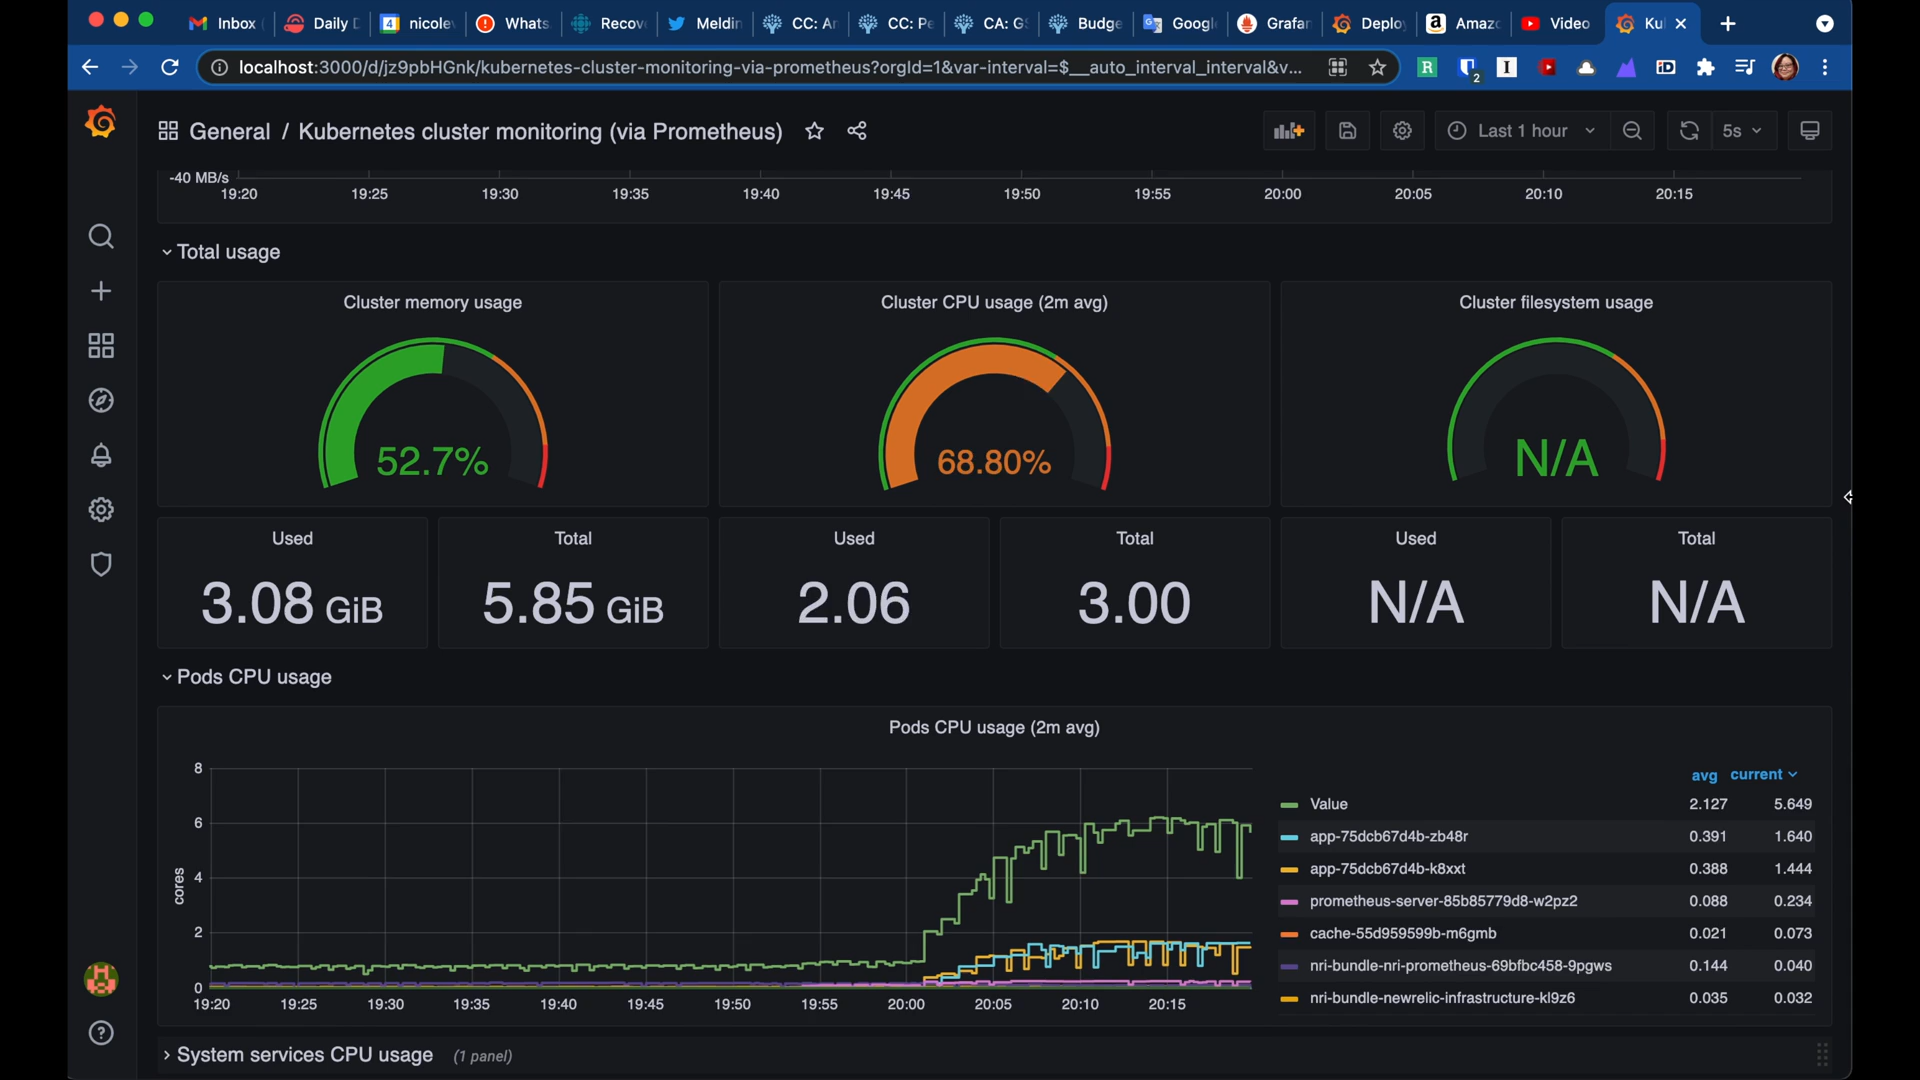 Inbox Daily D nicolev Whats. Recov Meldin CC: Ar CC: Pe CA: GS Budge Googl Grafan Deploy Amazo Video Ku
localhost:3000/d/jz9pbHGnk/kubernetes-cluster-monitoring-via-prometheus?orgId=1&var-interval=$__auto_interval_interval&v...
General / Kubernetes cluster monitoring (via Prometheus) Last 1 hour 5s
-40 MB/s
19:20 19:25 19:30 19:35 19:40 19:45 19:50 19:55 20:00 20:05 20:10 20:15
Total usage
Cluster memory usage Cluster CPU usage (2m avg) Cluster filesystem usage
52.7% 68.80% N/A
Used Total Used Total Used Total
3.08 GiB 5.85 GiB 2.06 3.00 N/A N/A
Pods CPU usage
Pods CPU usage (2m avg)
avg current
8
6
4
2
0
cores
19:20 19:25 19:30 19:35 19:40 19:45 19:50 19:55 20:00 20:05 20:10 20:15
Value 2.127 5.649
app-75dcb67d4b-zb48r 0.391 1.640
app-75dcb67d4b-k8xxt 0.388 1.444
prometheus-server-85b85779d8-w2pz2 0.088 0.234
cache-55d959599b-m6gmb 0.021 0.073
nri-bundle-nri-prometheus-69bfbc458-9pgws 0.144 0.040
nri-bundle-newrelic-infrastructure-kl9z6 0.035 0.032
System services CPU usage (1 panel)